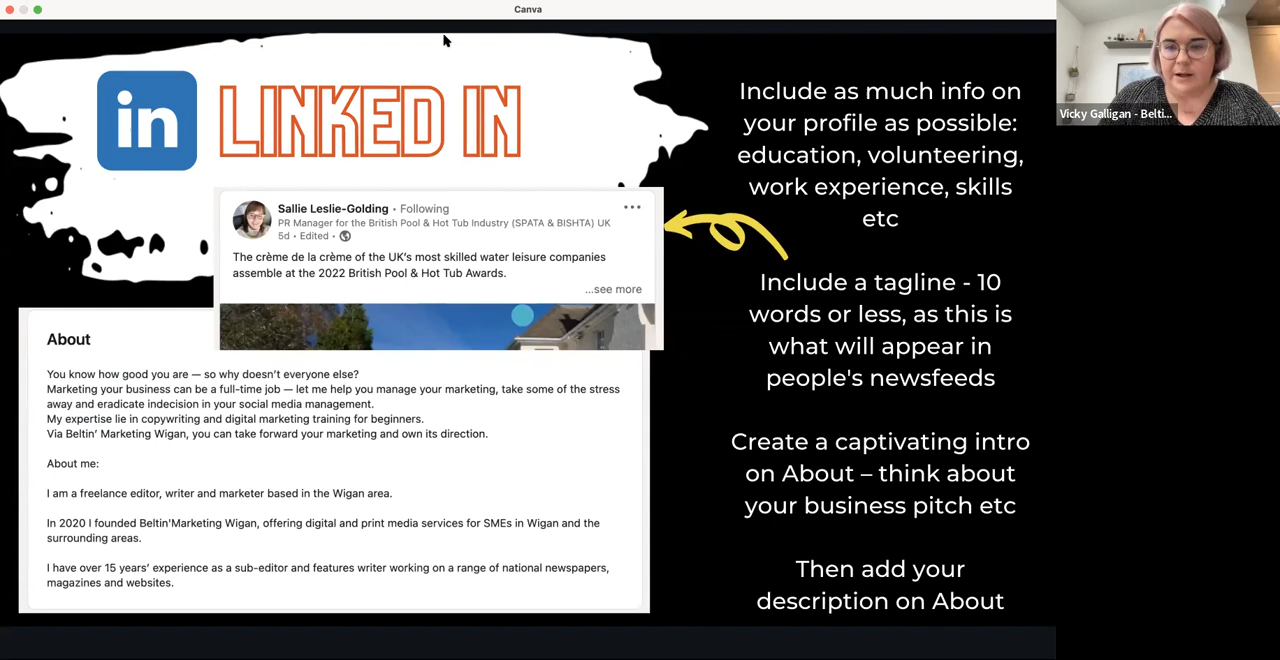 Canva
in LINKED IN
Sallie Leslie-Golding • Following
PR Manager for the British Pool & Hot Tub Industry (SPATA & BISHTA) UK
5d • Edited •
The crème de la crème of the UK's most skilled water leisure companies
assemble at the 2022 British Pool & Hot Tub Awards.
...see more
About
You know how good you are — so why doesn't everyone else?
Marketing your business can be a full-time job — let me help you manage your marketing, take some of the stress
away and eradicate indecision in your social media management.
My expertise lie in copywriting and digital marketing training for beginners.
Via Beltin' Marketing Wigan, you can take forward your marketing and own its direction.
About me:
I am a freelance editor, writer and marketer based in the Wigan area.
In 2020 I founded Beltin'Marketing Wigan, offering digital and print media services for SMEs in Wigan and the
surrounding areas.
I have over 15 years' experience as a sub-editor and features writer working on a range of national newspapers,
magazines and websites.
Include as much info on
your profile as possible:
education, volunteering,
work experience, skills
etc
Include a tagline - 10
words or less, as this is
what will appear in
people's newsfeeds
Create a captivating intro
on About – think about
your business pitch etc
Then add your
description on About
Vicky Galligan - Belti...